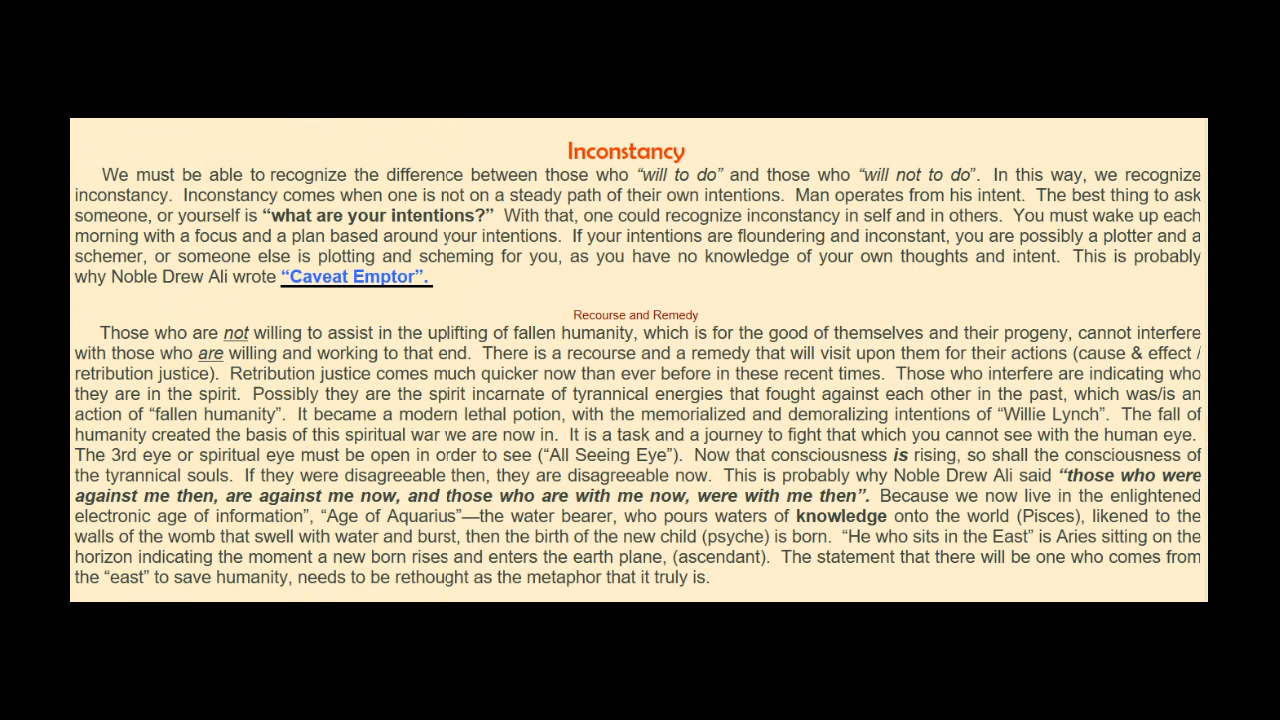 Inconstancy
We must be able to recognize the difference between those who “will to do” and those who “will not to do”. In this way, we recognize
inconstancy. Inconstancy comes when one is not on a steady path of their own intentions. Man operates from his intent. The best thing to ask
someone, or yourself is “what are your intentions?” With that, one could recognize inconstancy in self and in others. You must wake up each
morning with a focus and a plan based around your intentions. If your intentions are floundering and inconstant, you are possibly a plotter and a
schemer, or someone else is plotting and scheming for you, as you have no knowledge of your own thoughts and intent. This is probably
why Noble Drew Ali wrote “Caveat Emptor”.
Recourse and Remedy
Those who are not willing to assist in the uplifting of fallen humanity, which is for the good of themselves and their progeny, cannot interfere
with those who are willing and working to that end. There is a recourse and a remedy that will visit upon them for their actions (cause & effect /
retribution justice). Retribution justice comes much quicker now than ever before in these recent times. Those who interfere are indicating who
they are in the spirit. Possibly they are the spirit incarnate of tyrannical energies that fought against each other in the past, which was/is an
action of “fallen humanity”. It became a modern lethal potion, with the memorialized and demoralizing intentions of “Willie Lynch”. The fall of
humanity created the basis of this spiritual war we are now in. It is a task and a journey to fight that which you cannot see with the human eye.
The 3rd eye or spiritual eye must be open in order to see (“All Seeing Eye”). Now that consciousness is rising, so shall the consciousness of
the tyrannical souls. If they were disagreeable then, they are disagreeable now. This is probably why Noble Drew Ali said “those who were
against me then, are against me now, and those who are with me now, were with me then”. Because we now live in the enlightened
electronic age of information”, “Age of Aquarius”—the water bearer, who pours waters of knowledge onto the world (Pisces), likened to the
walls of the womb that swell with water and burst, then the birth of the new child (psyche) is born. “He who sits in the East” is Aries sitting on the
horizon indicating the moment a new born rises and enters the earth plane, (ascendant). The statement that there will be one who comes from
the “east” to save humanity, needs to be rethought as the metaphor that it truly is.